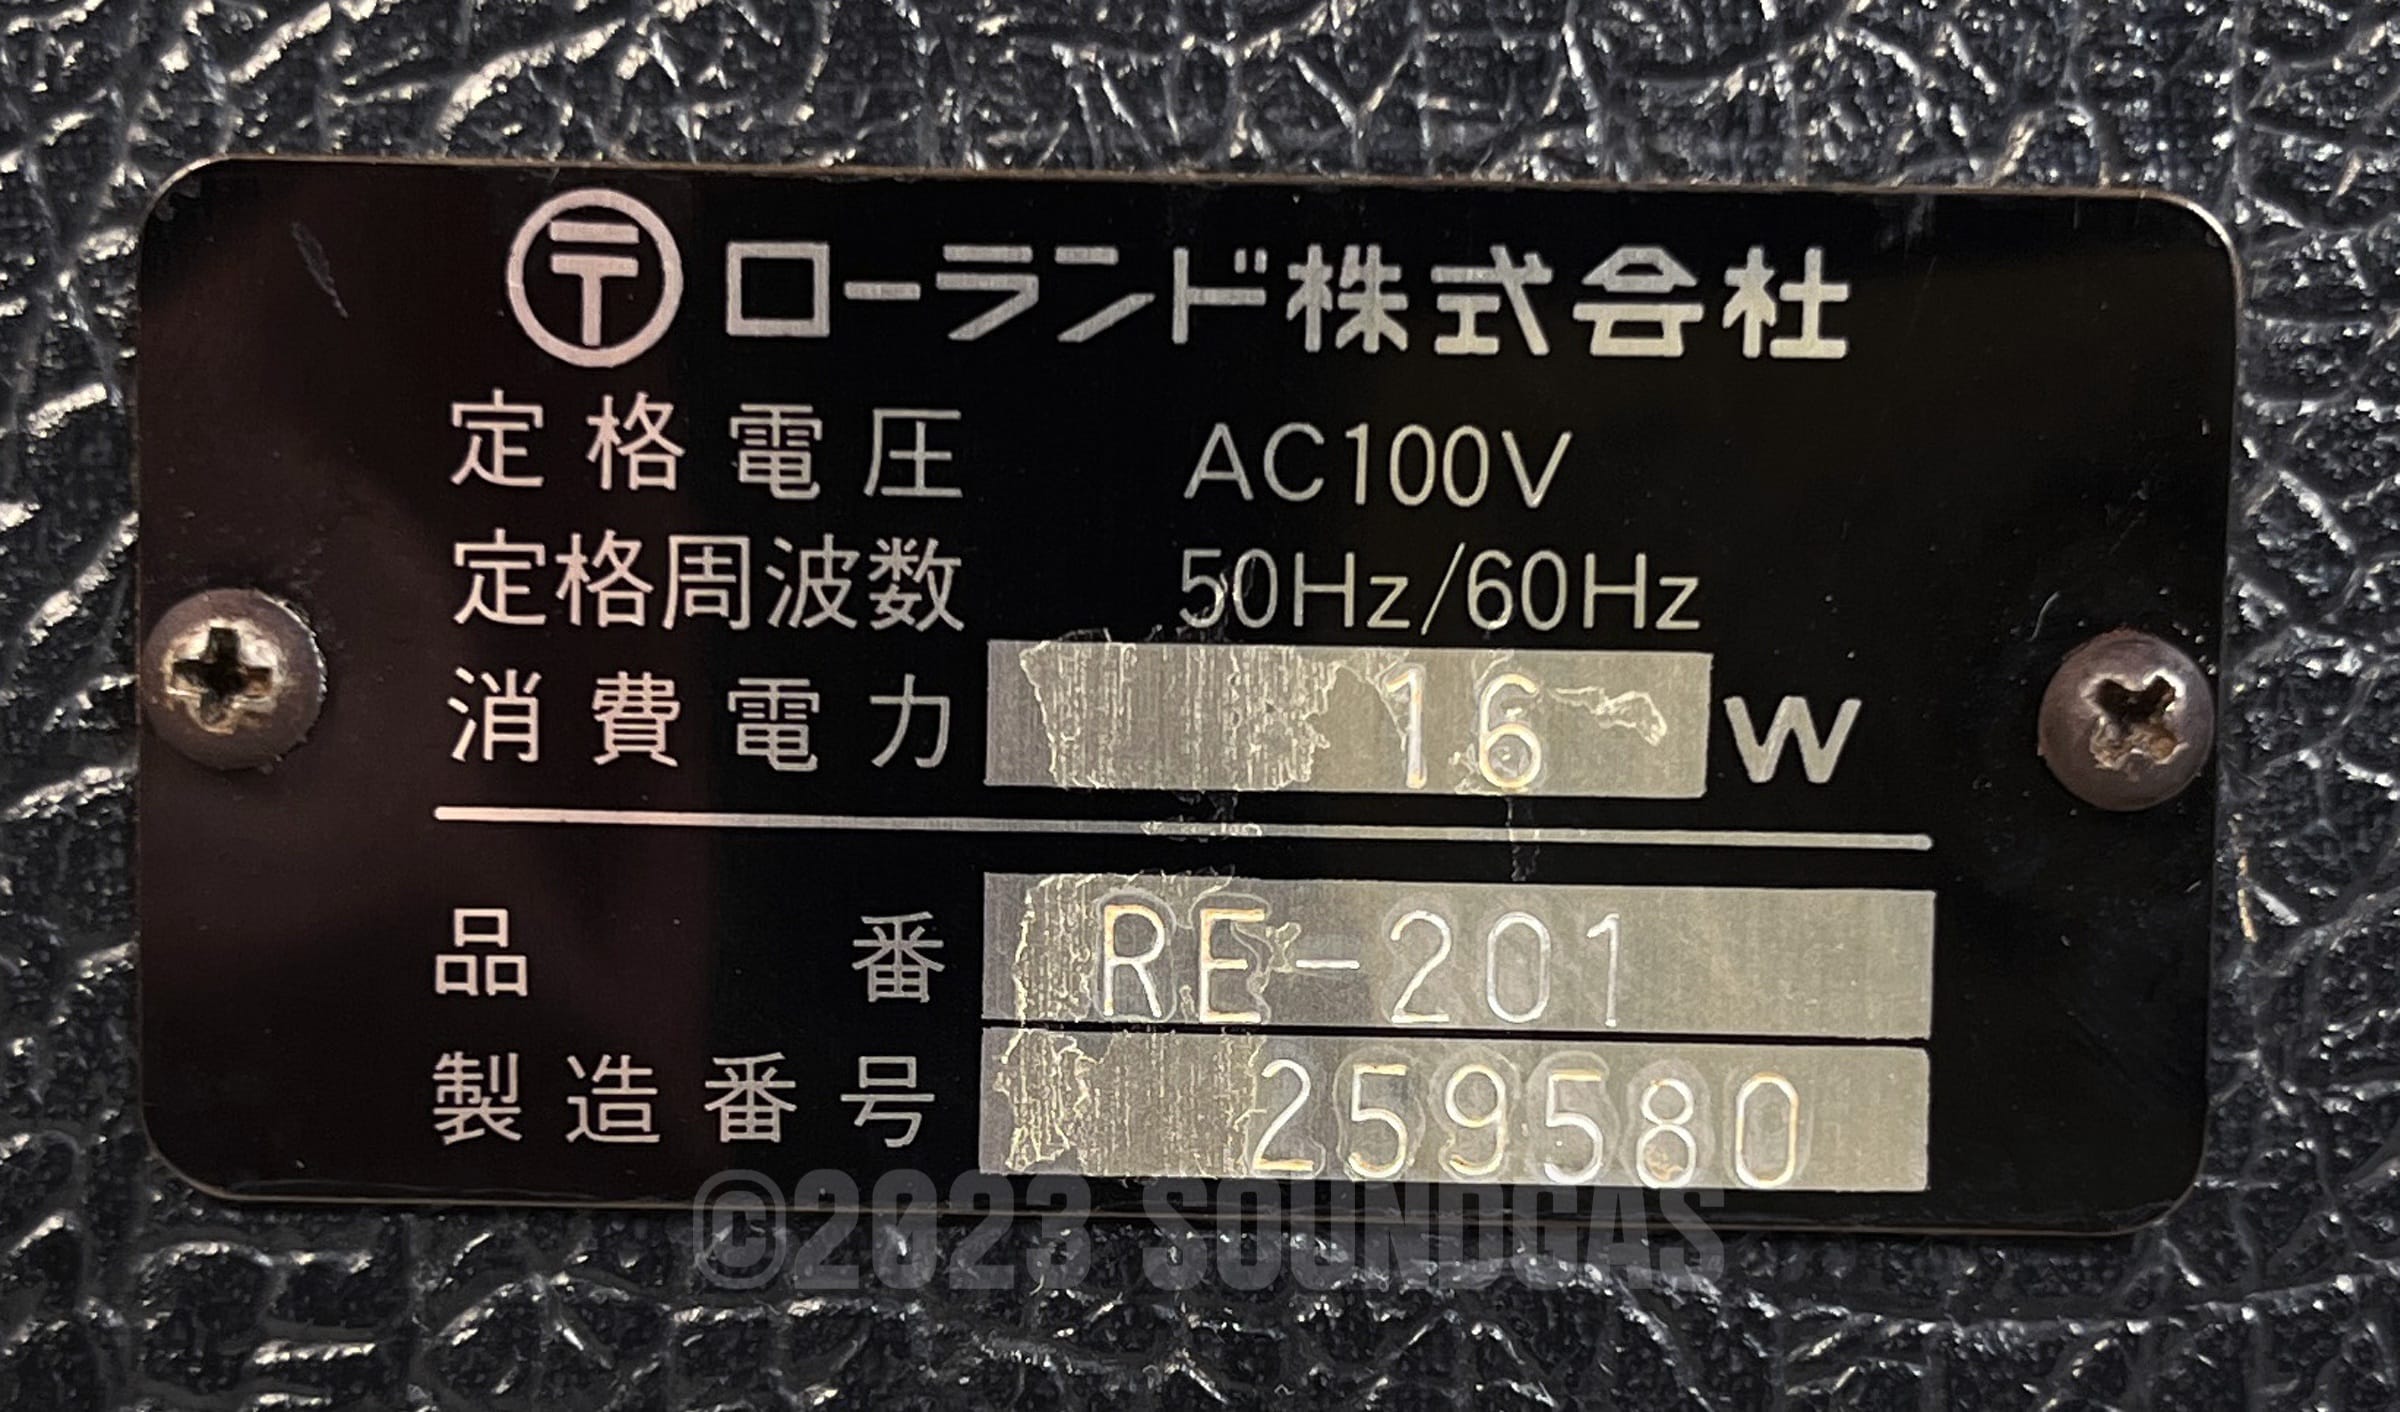 〒ローランド株式会社
定格電圧 AC100V
定格周波数 50Hz/60Hz
消費電力 16 W
品番 RE-201
製造番号 259580
©2023 SOUNDGAS